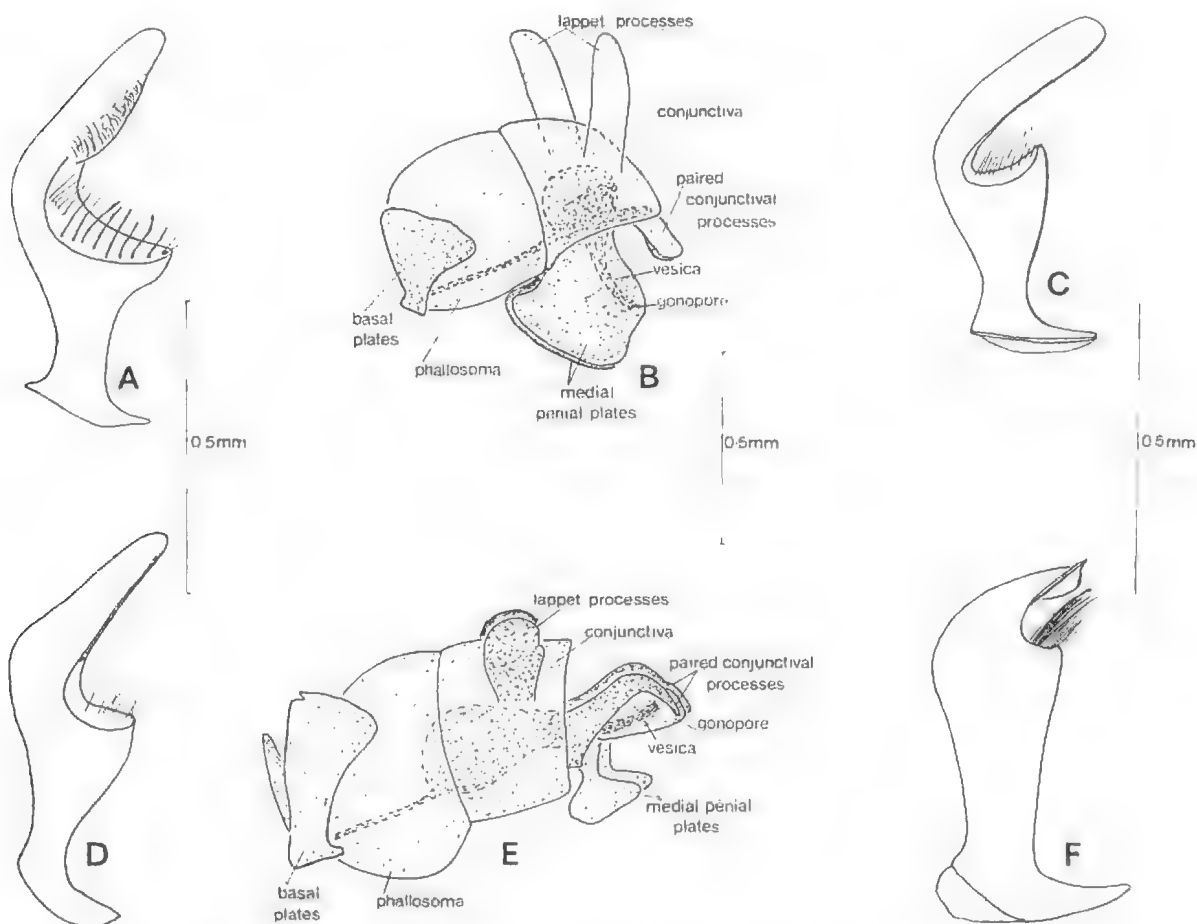 lappet processes
conjunctiva
paired
conjunctival
processes
vesica
gonopore
basal
plates
phallosoma
medial
penial plates
A
B
C
0.5mm
0.5mm
0.5mm
lappet processes
conjunctiva
paired conjunctival
processes
gonopore
vesica
medial penial
plates
basal
plates
phallosoma
D
E
F